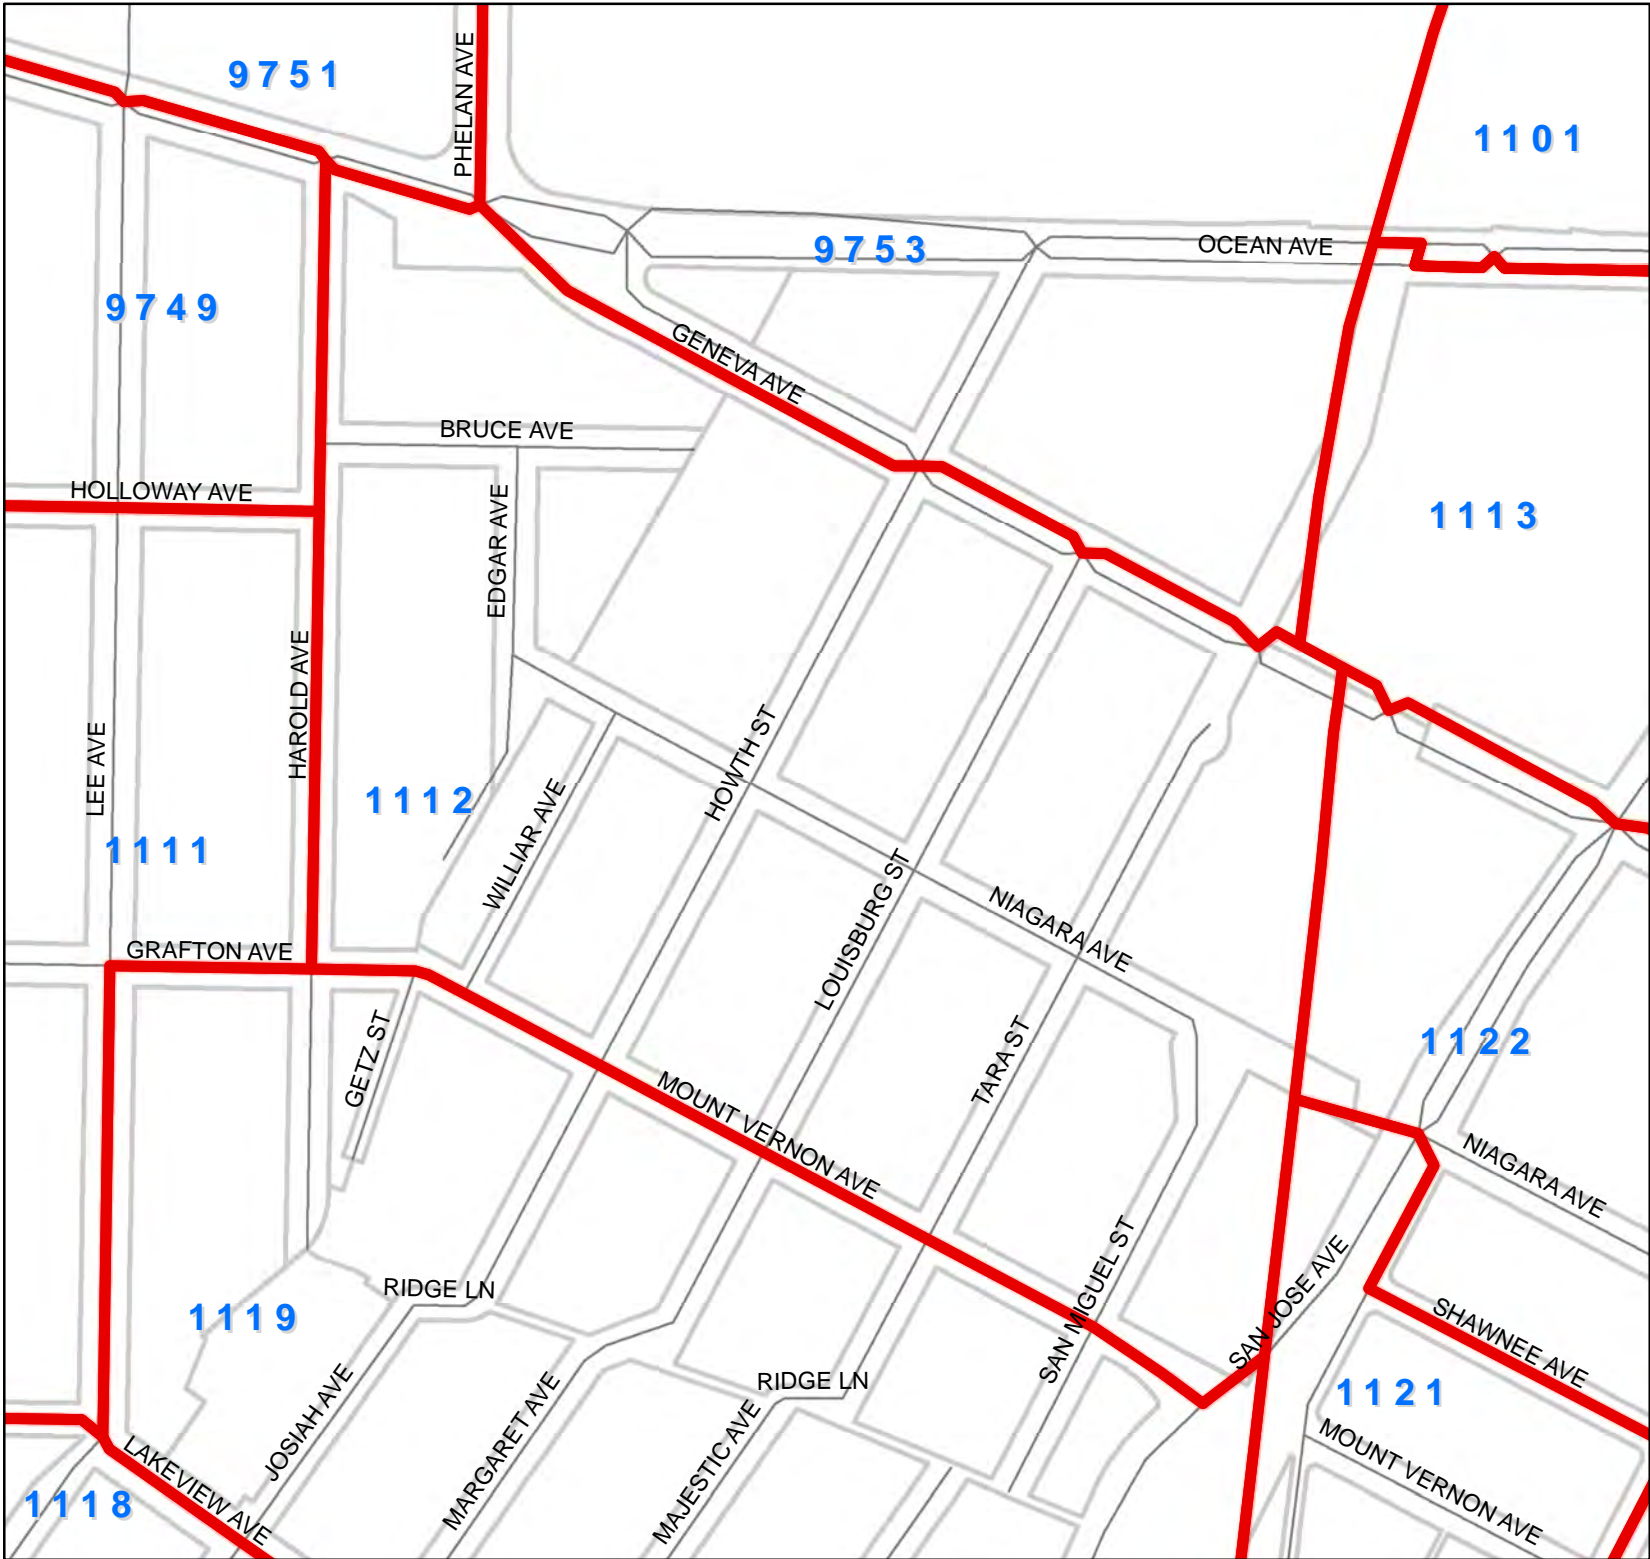 9751
PHELAN AVE
1101
9753
OCEAN AVE
9749
GENEVA AVE
BRUCE AVE
HOLLOWAY AVE
EDGAR AVE
1113
HAROLD AVE
LEE AVE
HOWTH ST
1112
WILLIAR AVE
1111
LOUISBURG ST
NIAGARA AVE
GRAFTON AVE
GETZ ST
TARA ST
1122
MOUNT VERNON AVE
NIAGARA AVE
SAN MIGUEL ST
SAN JOSE AVE
RIDGE LN
1119
SHAWNEE AVE
RIDGE LN
1121
JOSIAH AVE
MARGARET AVE
MAJESTIC AVE
MOUNT VERNON AVE
LAKEVIEW AVE
1118